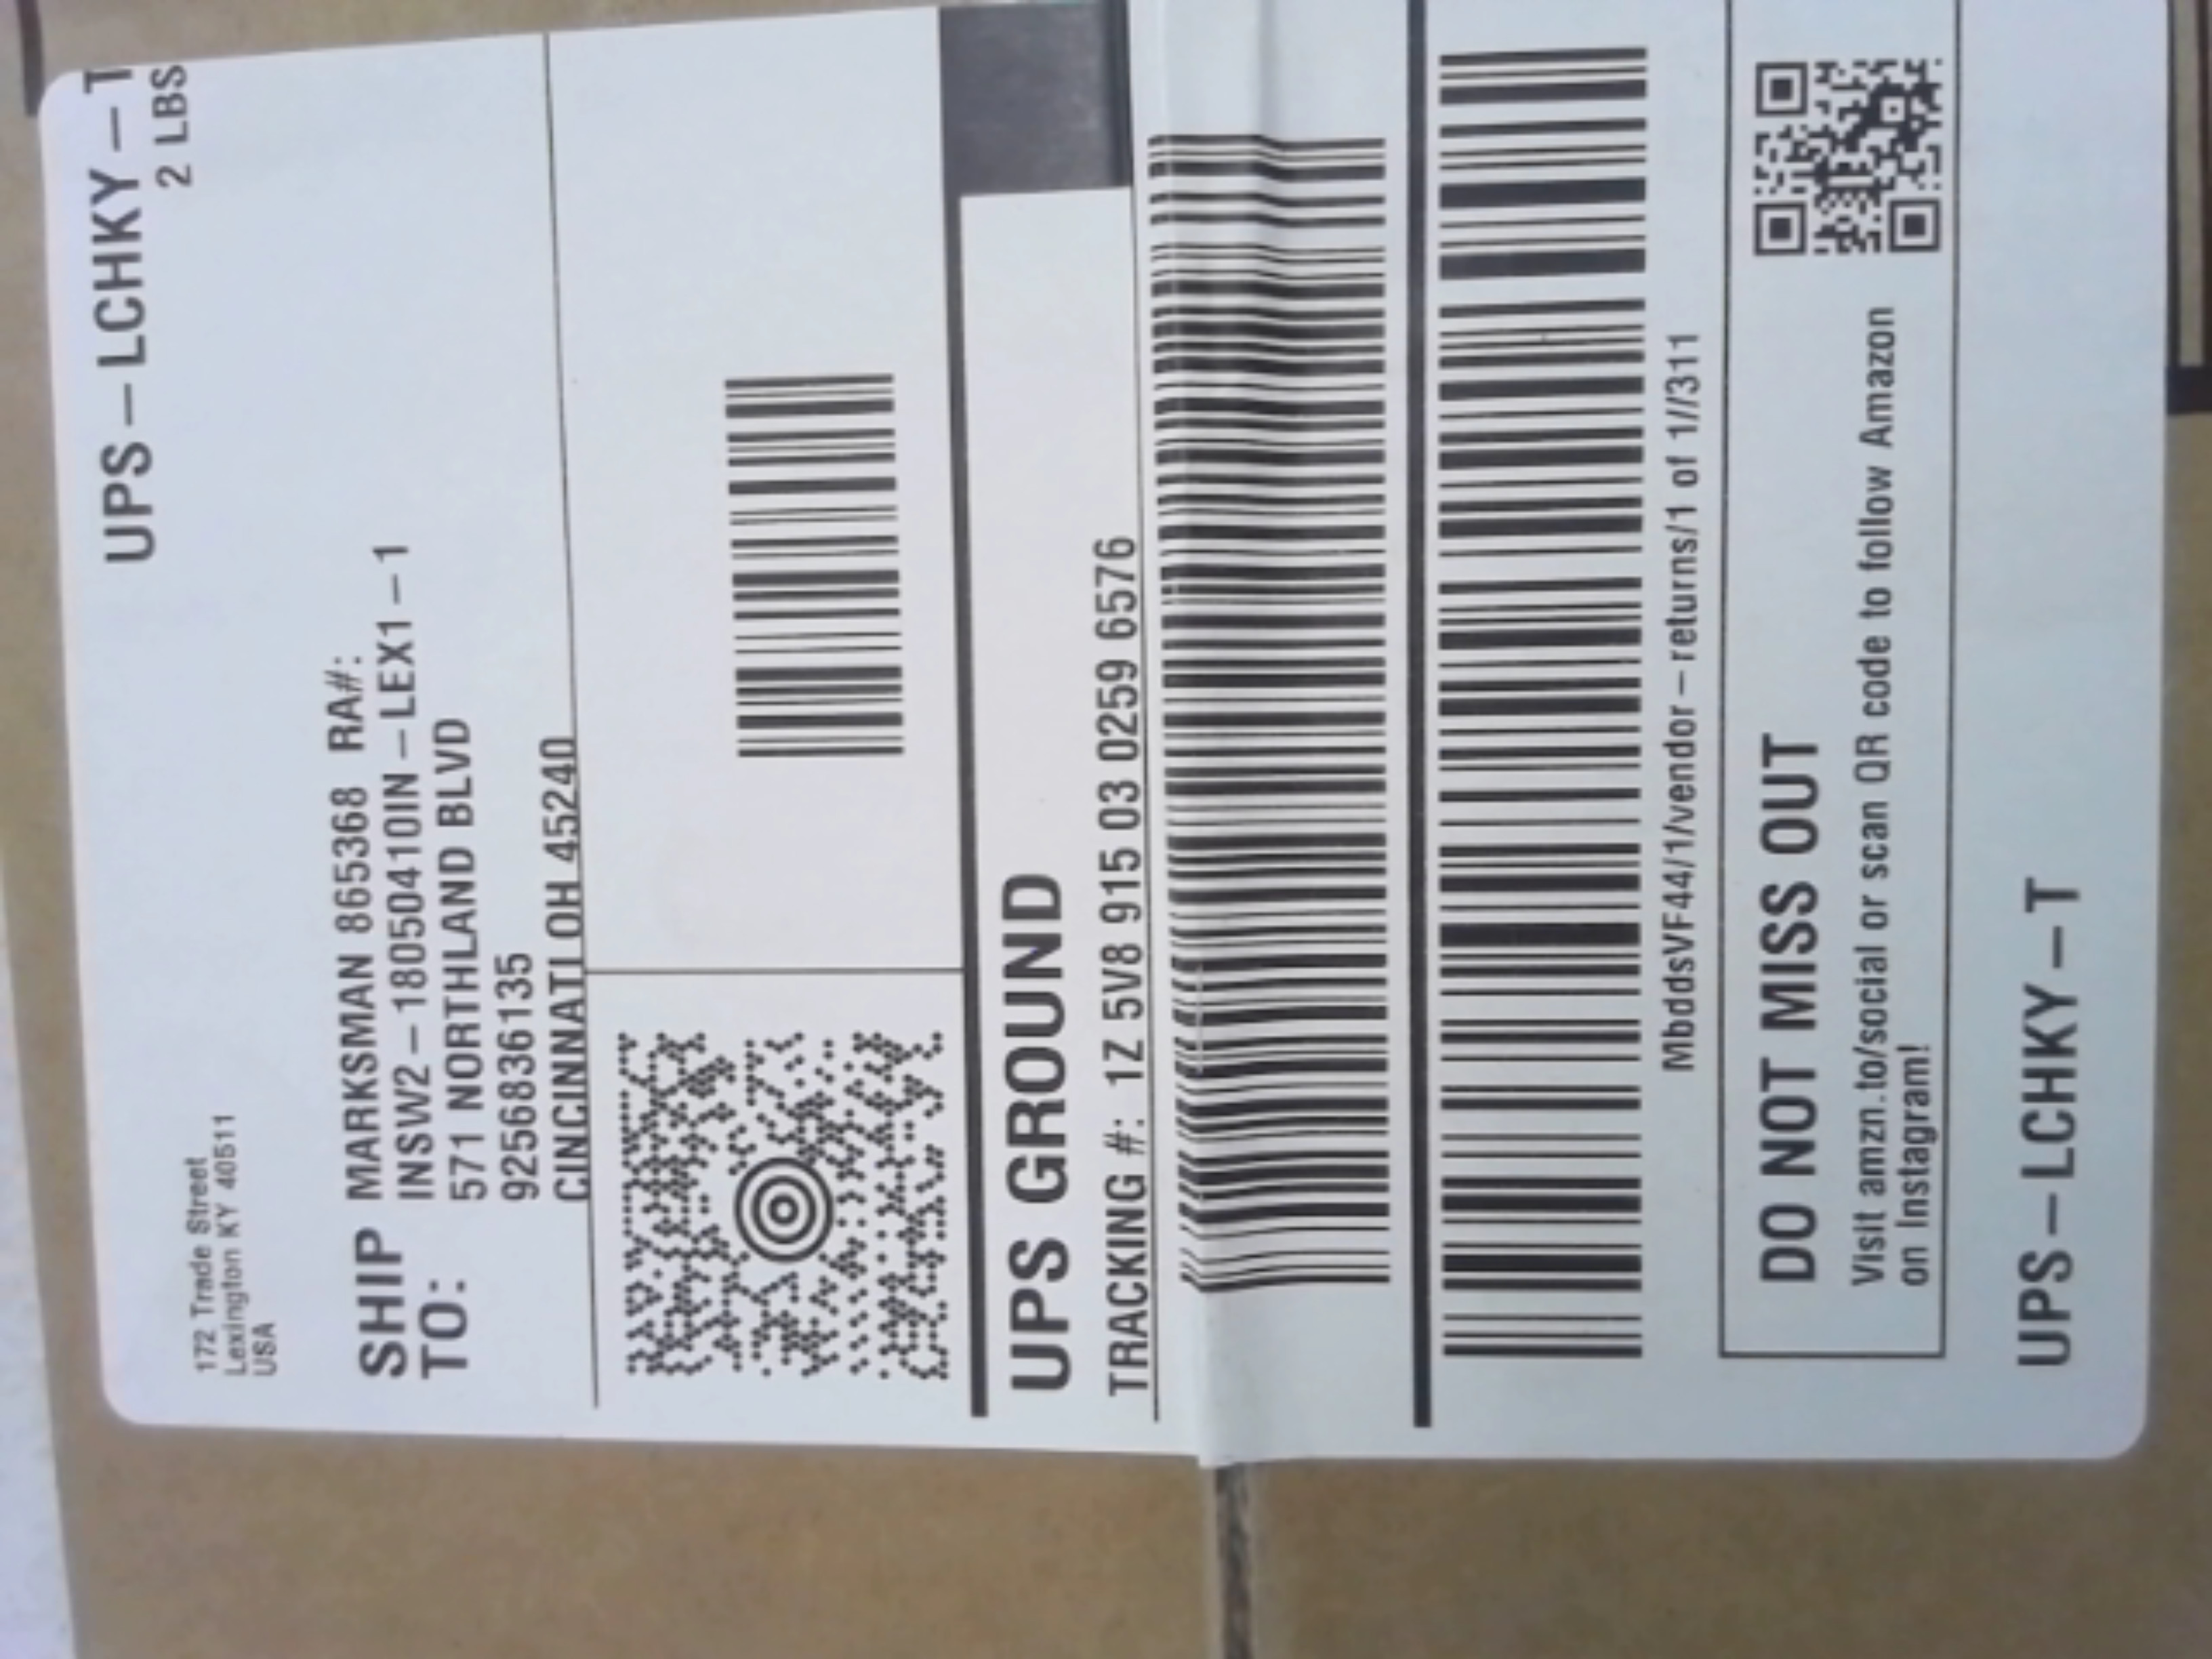 UPS-LCHKY-T
2 LBS
172 Trade Street
Lexington KY 40511
USA
SHIP TO:
MARKSMAN 865368 RA#:
INSW2-18050410IN-LEX1-1
571 NORTHLAND BLVD
9256836135
CINCINNATI OH 45240
UPS GROUND
TRACKING #: 1Z 5V8 915 03 0259 6576
MbddsVF44/1/vendor-returns/1 of 1//311
DO NOT MISS OUT
Visit amzn.to/social or scan QR code to follow Amazon
on Instagram!
UPS-LCHKY-T